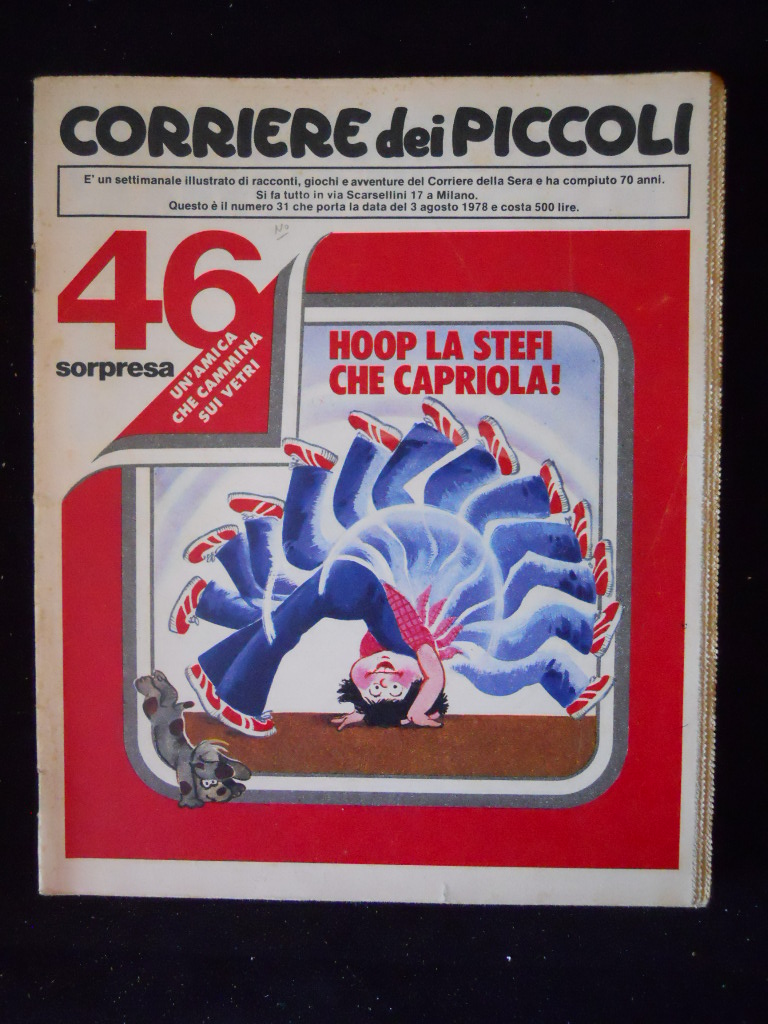 CORRIERE dei PICCOLI
E' un settimanale illustrato di racconti, giochi e avventure del Corriere della Sera e ha compiuto 70 anni.
Si fa tutto in via Scarsellini 17 a Milano.
Questo è il numero 31 che porta la data del 3 agosto 1978 e costa 500 lire.
No
46
sorpresa
UN'AMICA
CHE CAMMINA
SUI VETRI
HOOP LA STEFI
CHE CAPRIOLA!